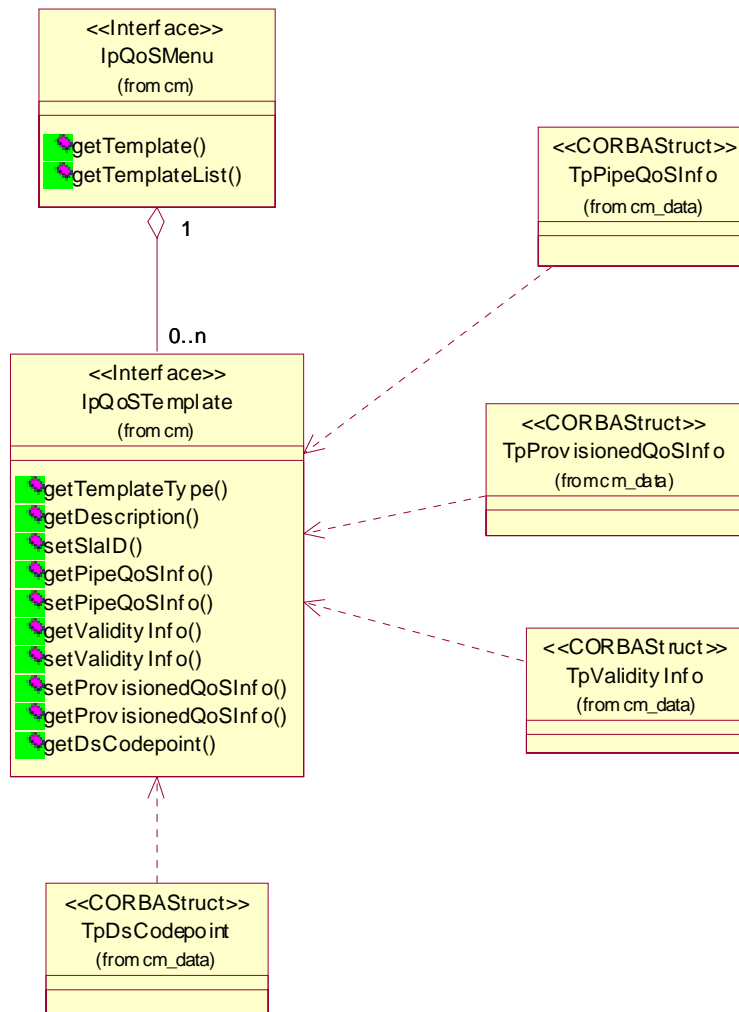 <<Interface>>
IpQoSMenu
(from cm)
getTemplate()
getTemplateList()
1
0..n
<<Interface>>
IpQoSTemplate
(from cm)
getTemplateType()
getDescription()
setSlaID()
getPipeQoSInfo()
setPipeQoSInfo()
getValidityInfo()
setValidityInfo()
setProvisionedQoSInfo()
getProvisionedQoSInfo()
getDsCodepoint()
<<CORBAStruct>>
TpPipeQoSInfo
(from cm_data)
<<CORBAStruct>>
TpProvisionedQoSInfo
(from cm_data)
<<CORBAStruct>>
TpValidityInfo
(from cm_data)
<<CORBAStruct>>
TpDsCodepoint
(from cm_data)